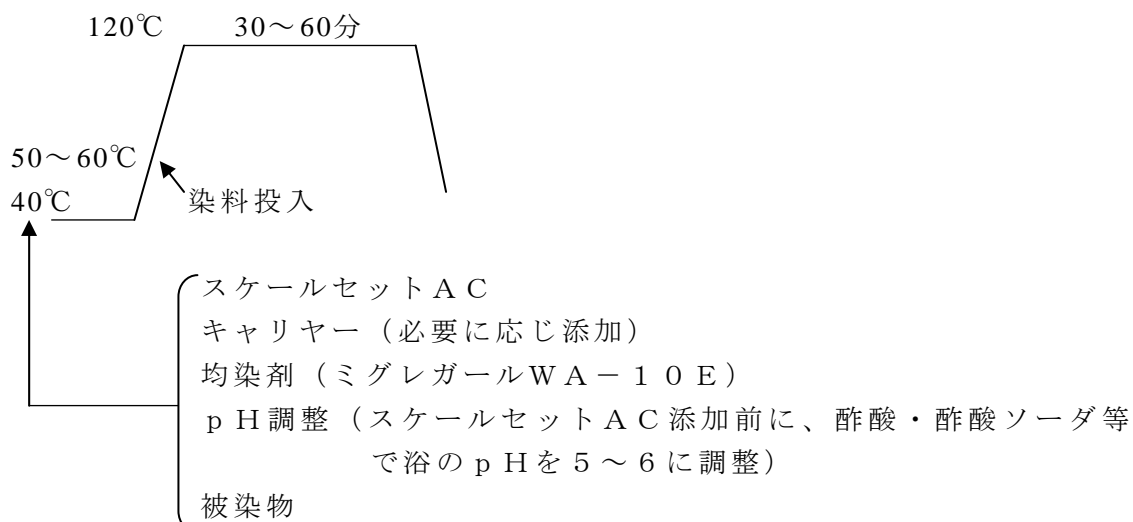 120℃ 30～60分
50～60℃
40℃
染料投入
スケールセットＡＣ
キャリヤー（必要に応じ添加）
均染剤（ミグレガールＷＡ－１０Ｅ）
ｐＨ調整（スケールセットＡＣ添加前に、酢酸・酢酸ソーダ等
で浴のｐＨを５～６に調整）
被染物